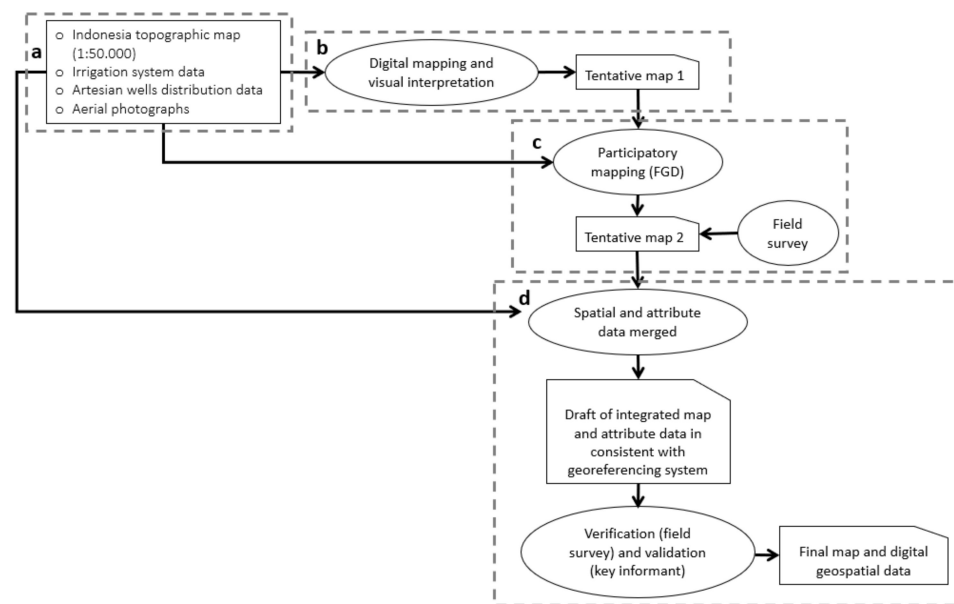 a
o Indonesia topographic map
(1:50.000)
o Irrigation system data
o Artesian wells distribution data
o Aerial photographs
b
Digital mapping and
visual interpretation
Tentative map 1
c
Participatory
mapping (FGD)
Tentative map 2
Field
survey
d
Spatial and attribute
data merged
Draft of integrated map
and attribute data in
consistent with
georeferencing system
Verification (field
survey) and validation
(key informant)
Final map and digital
geospatial data